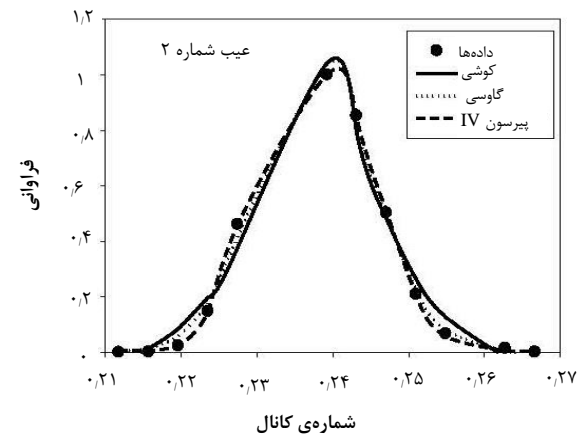 عیب شماره ۲
داده‌ها
کوشی
گاوسی
پیرسون IV
فراوانی
۱٫۲
۱
۰٫۸
۰٫۶
۰٫۴
۰٫۲
۰
۰٫۲۱ ۰٫۲۲ ۰٫۲۳ ۰٫۲۴ ۰٫۲۵ ۰٫۲۶ ۰٫۲۷
شماره‌ی کانال